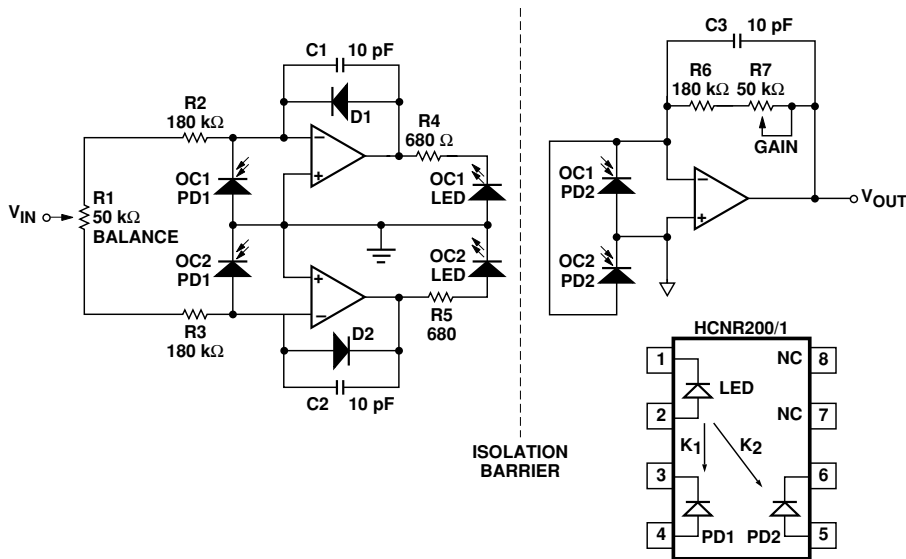 C1 10 pF
D1
R2
180 kΩ
R4
680 Ω
OC1
PD1
OC1
LED
VIN
R1
50 kΩ
BALANCE
OC2
PD1
OC2
LED
R3
180 kΩ
R5
680
D2
C2 10 pF
ISOLATION
BARRIER
C3 10 pF
R6
180 kΩ
R7
50 kΩ
GAIN
OC1
PD2
OC2
PD2
VOUT
− + + − − +
HCNR200/1
1 NC 8
LED
2 NC 7
K1 K2
3 6
4 PD1 PD2 5